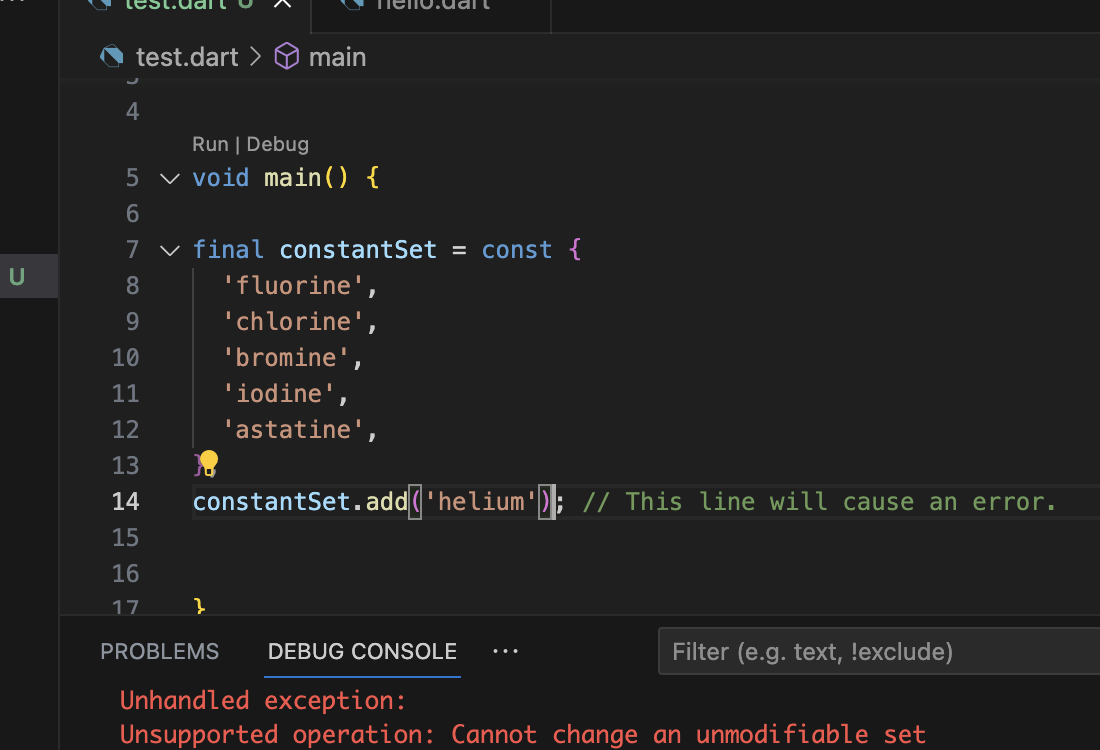 test.dart U
hello.dart
test.dart > main
3
4
Run | Debug
5 void main() {
6
7 final constantSet = const {
8 'fluorine',
9 'chlorine',
10 'bromine',
11 'iodine',
12 'astatine',
U
13 };
14 constantSet.add('helium'); // This line will cause an error.
15
16
17 }
PROBLEMS DEBUG CONSOLE ··· Filter (e.g. text, !exclude)
Unhandled exception:
Unsupported operation: Cannot change an unmodifiable set